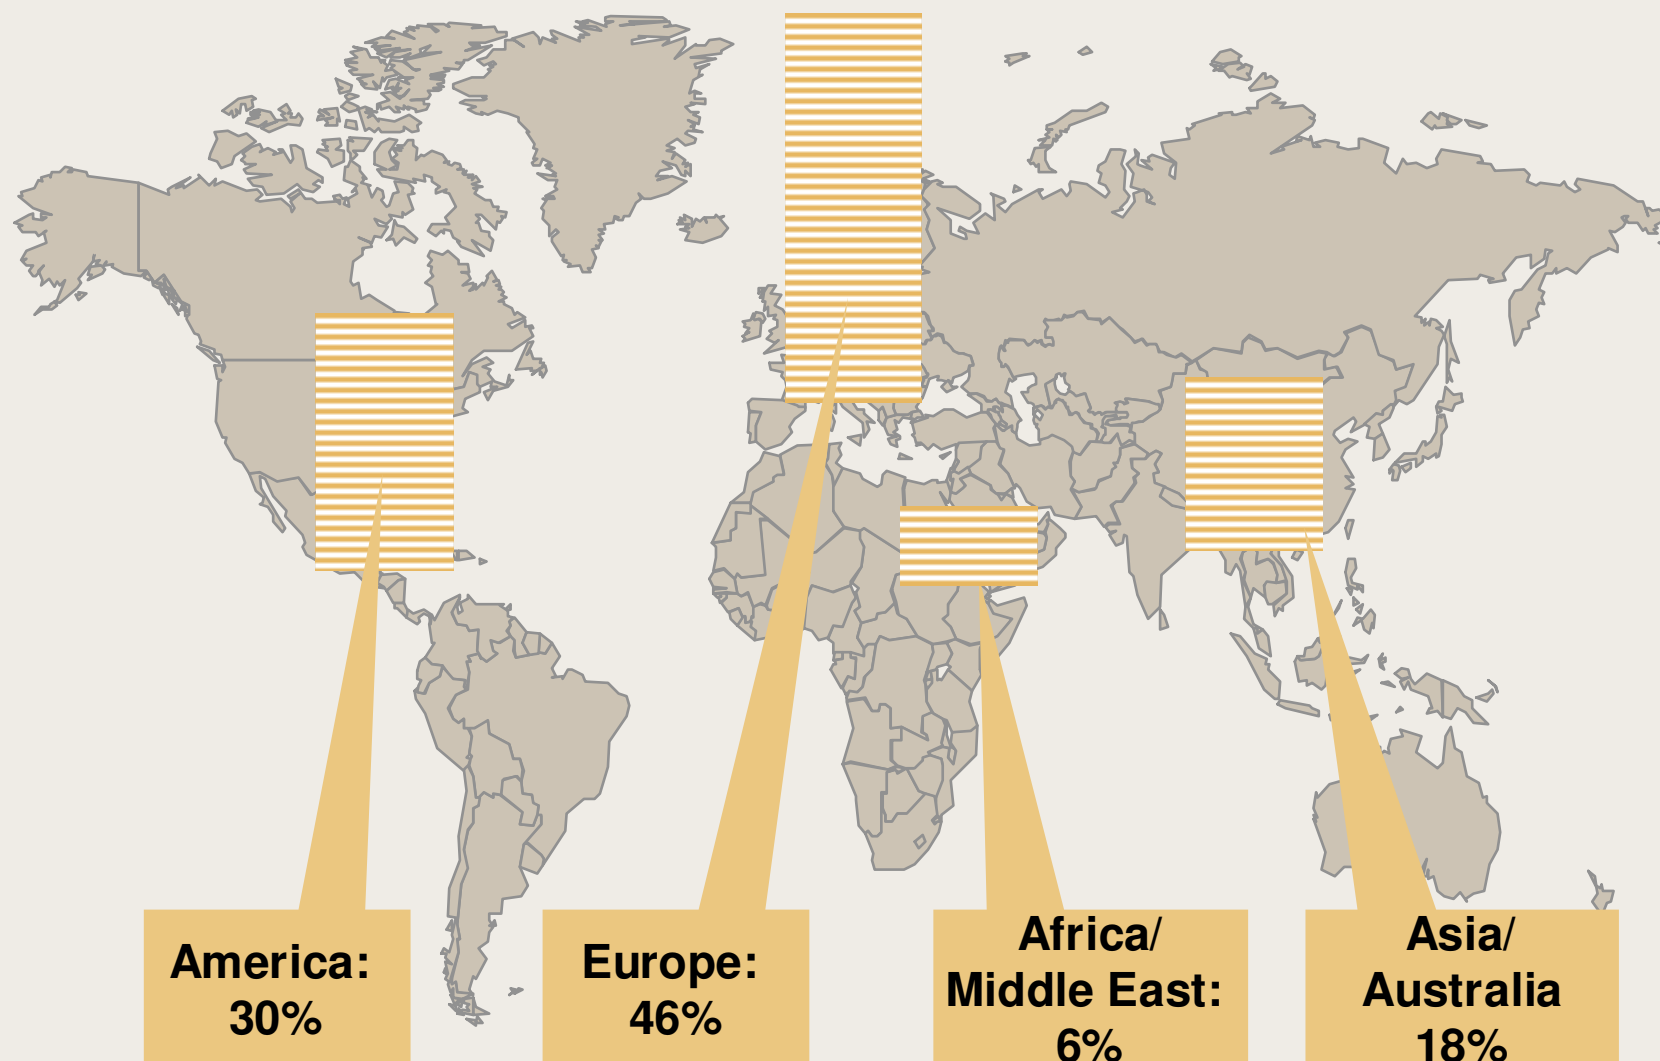 America:
30%
Europe:
46%
Africa/
Middle East:
6%
Asia/
Australia
18%